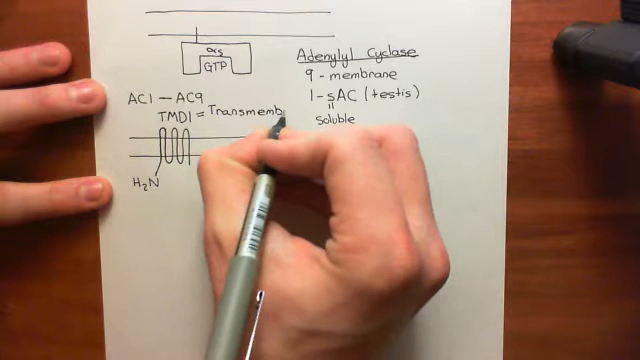 αs
GTP
Adenylyl Cyclase
9 - membrane
1 - sAC (testis)
soluble
AC1 — AC9
TMD1 = Transmemb
H₂N